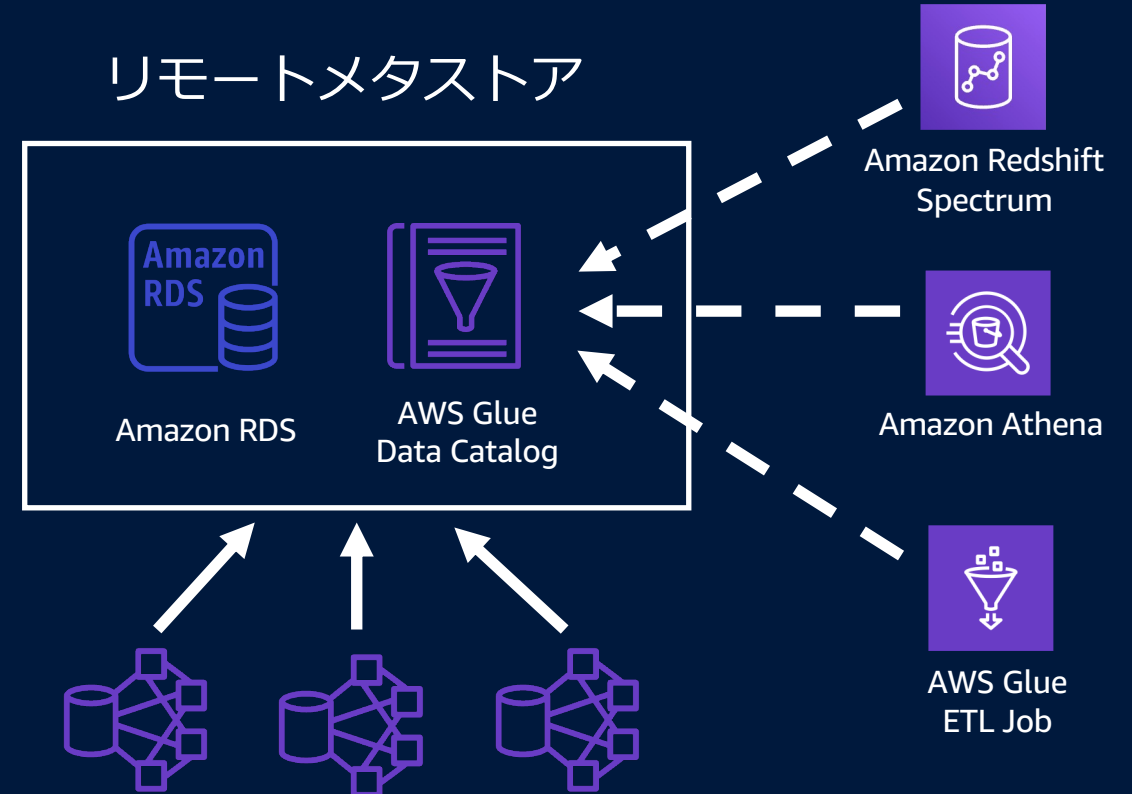 リモートメタストア
Amazon
RDS
Amazon RDS
AWS Glue
Data Catalog
Amazon Redshift
Spectrum
Amazon Athena
AWS Glue
ETL Job